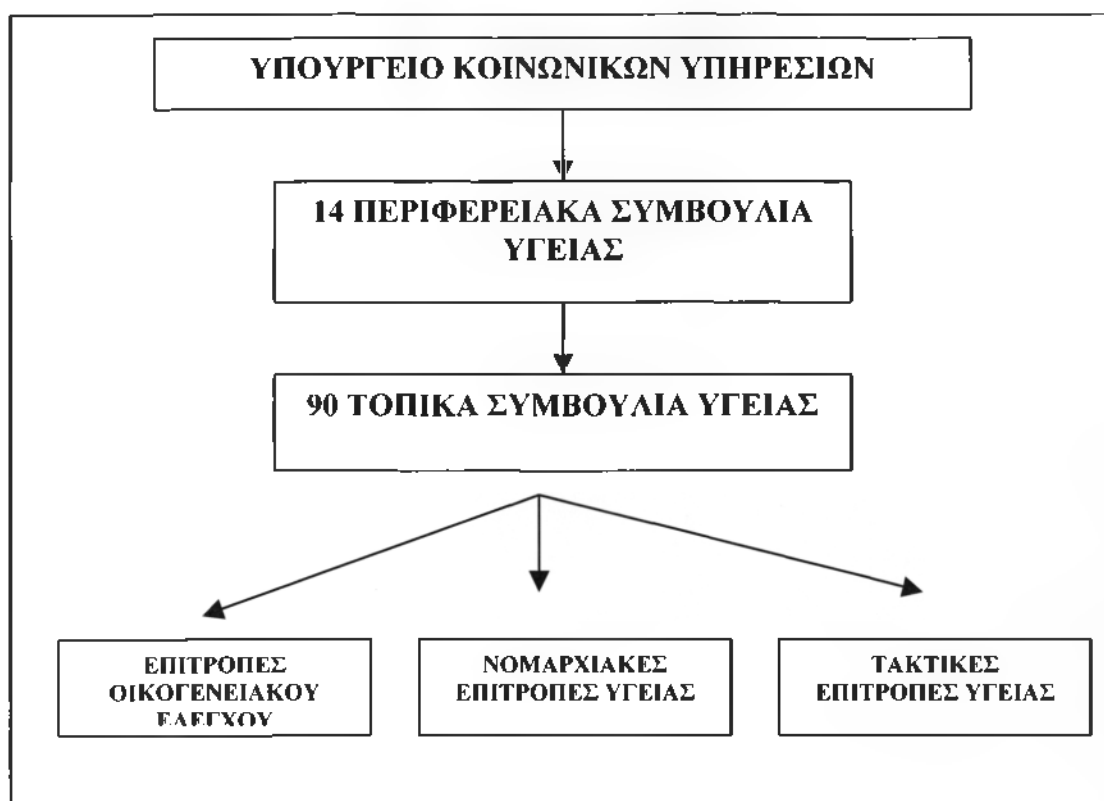 ΥΠΟΥΡΓΕΙΟ ΚΟΙΝΩΝΙΚΩΝ ΥΠΗΡΕΣΙΩΝ
14 ΠΕΡΙΦΕΡΕΙΑΚΑ ΣΥΜΒΟΥΛΙΑ
ΥΓΕΙΑΣ
90 ΤΟΠΙΚΑ ΣΥΜΒΟΥΛΙΑ ΥΓΕΙΑΣ
ΕΠΙΤΡΟΠΕΣ
ΟΙΚΟΓΕΝΕΙΑΚΟΥ
ΕΛΕΓΧΟΥ
ΝΟΜΑΡΧΙΑΚΕΣ
ΕΠΙΤΡΟΠΕΣ ΥΓΕΙΑΣ
ΤΑΚΤΙΚΕΣ
ΕΠΙΤΡΟΠΕΣ ΥΓΕΙΑΣ